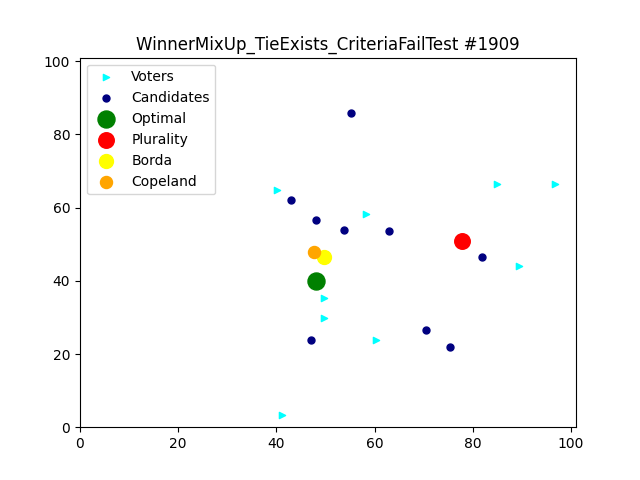 WinnerMixUp_TieExists_CriteriaFailTest #1909
Voters
Candidates
Optimal
Plurality
Borda
Copeland
100
80
60
40
20
0
0 20 40 60 80 100